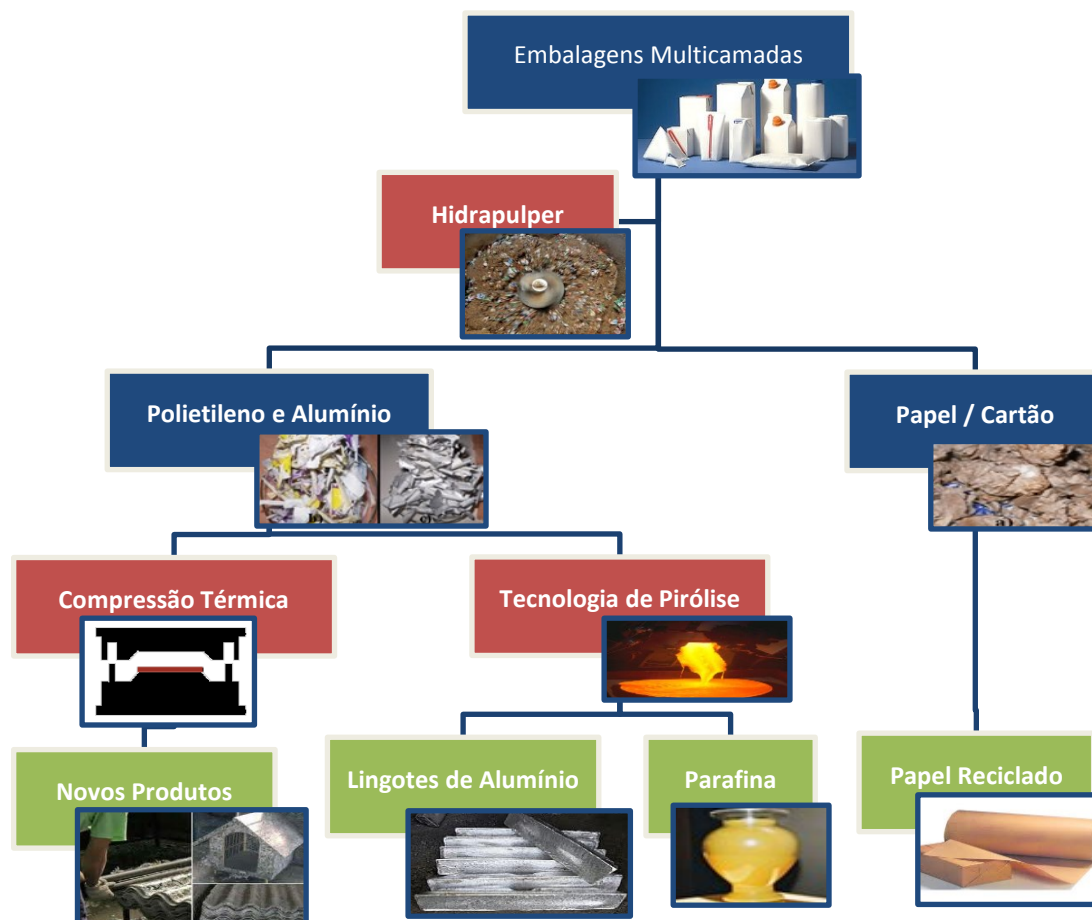 Embalagens Multicamadas
Hidrapulper
Polietileno e Alumínio
Papel / Cartão
Compressão Térmica
Tecnologia de Pirólise
Novos Produtos
Lingotes de Alumínio
Parafina
Papel Reciclado